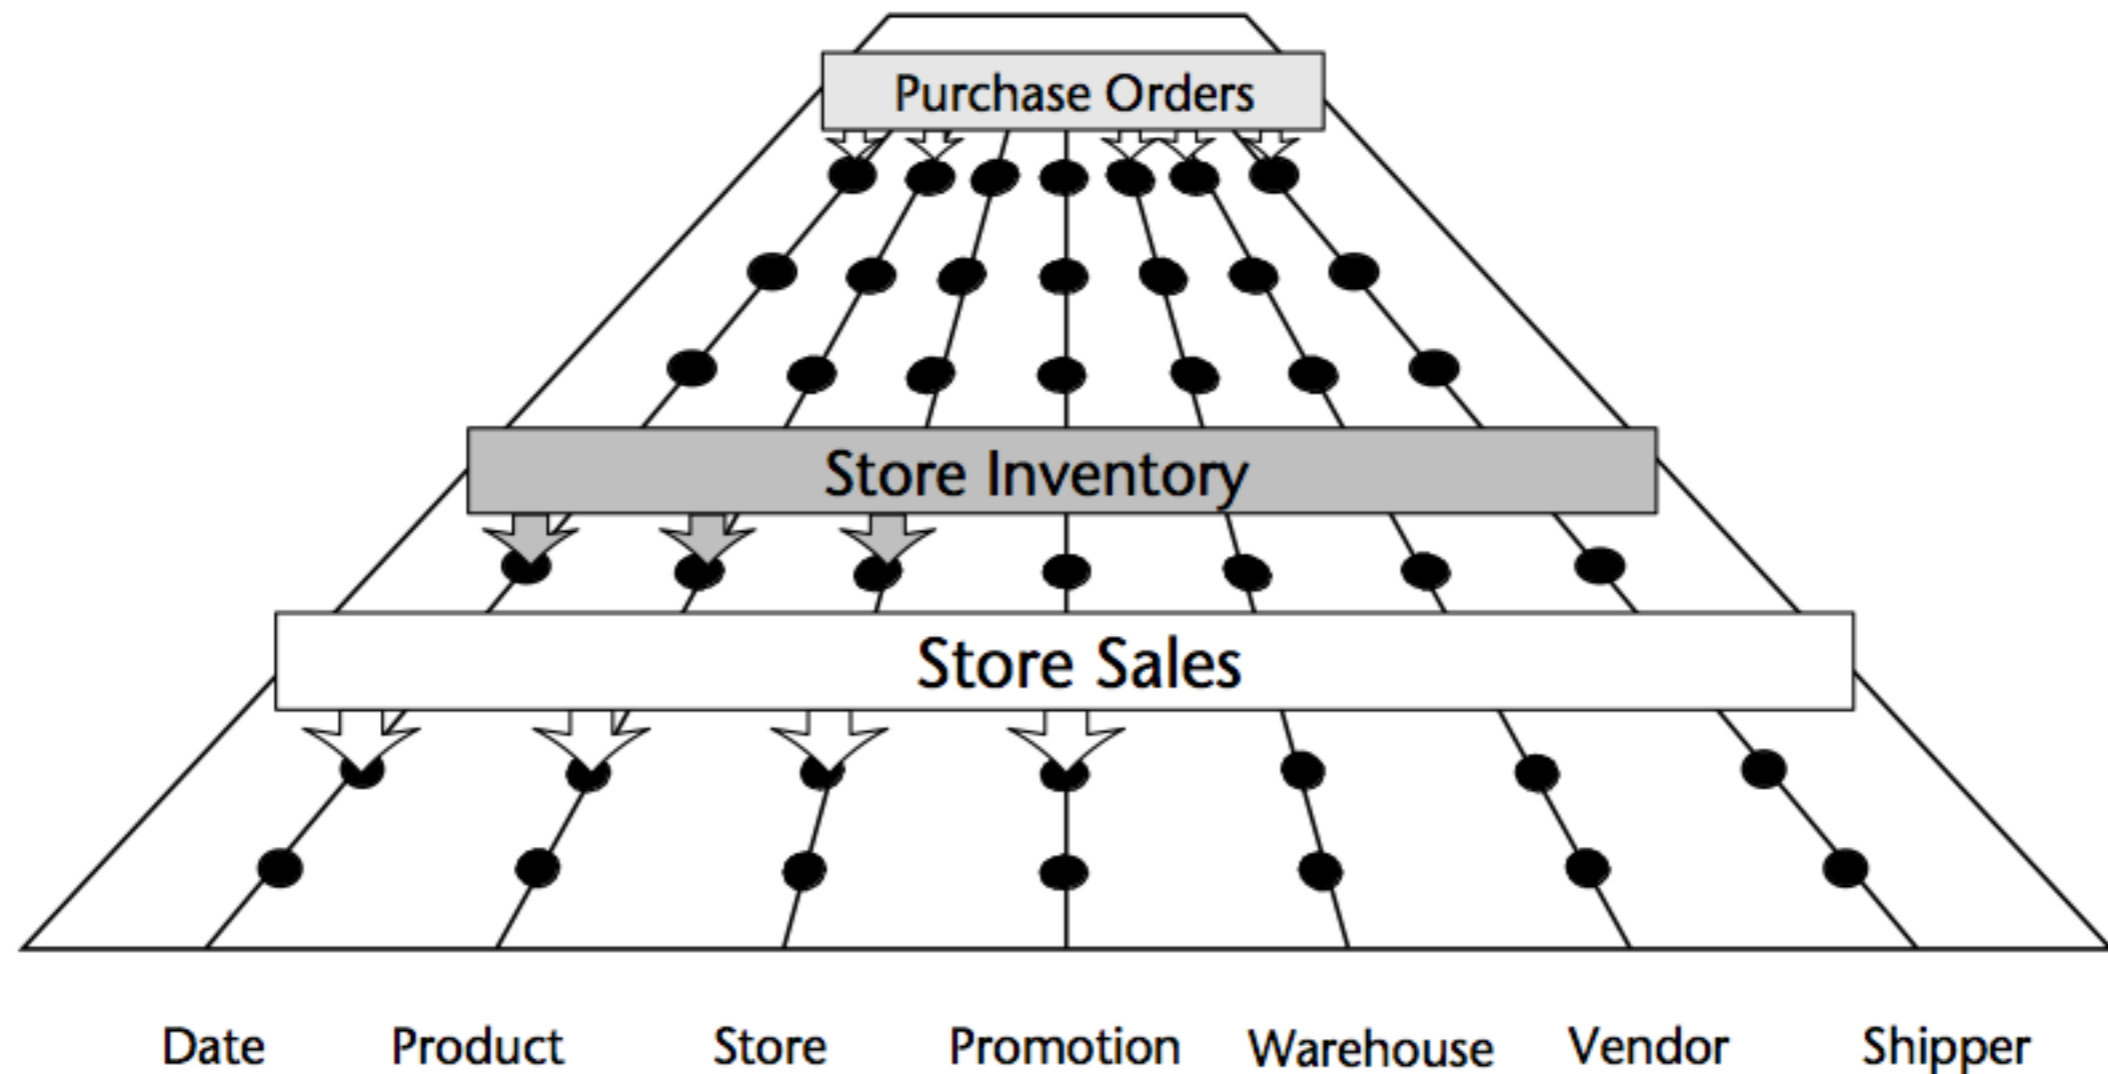 Purchase Orders
Store Inventory
Store Sales
Date Product Store Promotion Warehouse Vendor Shipper